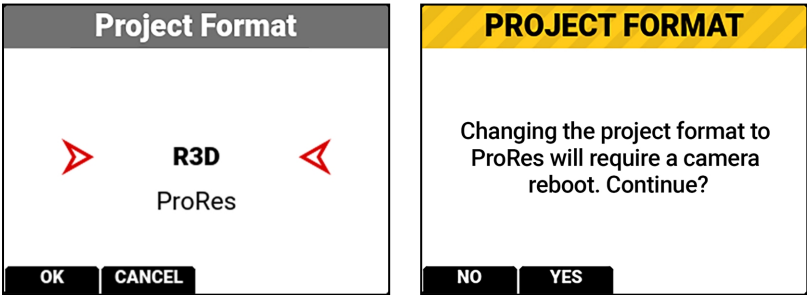 Project Format
R3D
ProRes
OK CANCEL
PROJECT FORMAT
Changing the project format to
ProRes will require a camera
reboot. Continue?
NO YES